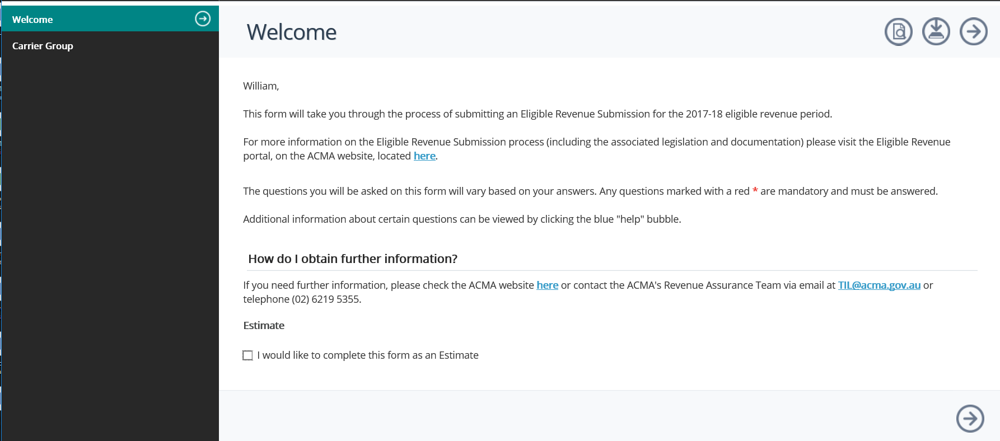 Welcome
Carrier Group
Welcome
William,
This form will take you through the process of submitting an Eligible Revenue Submission for the 2017-18 eligible revenue period.
For more information on the Eligible Revenue Submission process (including the associated legislation and documentation) please visit the Eligible Revenue
portal, on the ACMA website, located here.
The questions you will be asked on this form will vary based on your answers. Any questions marked with a red * are mandatory and must be answered.
Additional information about certain questions can be viewed by clicking the blue "help" bubble.
How do I obtain further information?
If you need further information, please check the ACMA website here or contact the ACMA's Revenue Assurance Team via email at TIL@acma.gov.au or
telephone (02) 6219 5355.
Estimate
I would like to complete this form as an Estimate